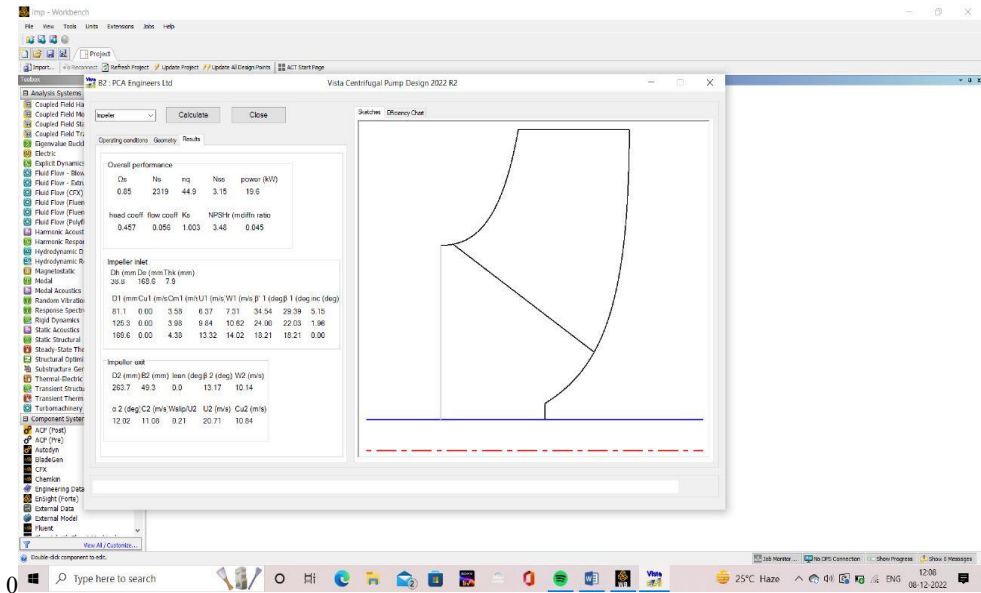 Imp - Workbench
File View Tools Units Extensions Jobs Help
Project
Import... Reconnect Refresh Project Update Project Update All Design Points ACT Start Page
Toolbox
B2 : PCA Engineers Ltd Vista Centrifugal Pump Design 2022 R2
Analysis Systems
Coupled Field Ha
Coupled Field Mo
Coupled Field Sta
Coupled Field Tra
Eigenvalue Buckl
Electric
Explicit Dynamics
Fluid Flow - Blow
Fluid Flow - Extru
Fluid Flow (CFX)
Fluid Flow (Fluen
Fluid Flow (Fluen
Fluid Flow (Polyfl
Harmonic Acoust
Harmonic Respon
Hydrodynamic D
Hydrodynamic Re
Magnetostatic
Modal
Modal Acoustics
Random Vibration
Response Spectr
Rigid Dynamics
Static Acoustics
Static Structural
Steady-State The
Structural Optimi
Substructure Gen
Thermal-Electric
Transient Structu
Transient Therm
Turbomachinery
Component System
ACP (Post)
ACP (Pre)
Autodyn
BladeGen
CFX
Chemkin
Engineering Data
EnSight (Forte)
External Data
External Model
Fluent
View All / Customize...
Impeller Calculate Close
Operating conditions Geometry Results
Overall performance
Ωs Ns nq Nss power (kW)
0.85 2319 44.9 3.15 19.6
head coeff flow coeff Ks NPSHr (m diffn ratio
0.457 0.056 1.003 3.48 0.045
Impeller inlet
Dh (mm De (mm Thk (mm)
38.8 168.6 7.9
D1 (mm Cu1 (m/s Cm1 (m/s U1 (m/s W1 (m/s β' 1 (deg β 1 (deg inc (deg)
81.1 0.00 3.58 6.37 7.31 34.54 29.39 5.15
125.3 0.00 3.98 9.84 10.62 24.00 22.03 1.96
169.6 0.00 4.38 13.32 14.02 18.21 18.21 0.00
Impeller exit
D2 (mm) B2 (mm) lean (deg β 2 (deg) W2 (m/s)
263.7 49.3 0.0 13.17 10.14
α 2 (deg C2 (m/s Wslip/U2 U2 (m/s) Cu2 (m/s)
12.02 11.08 0.21 20.71 10.84
Sketches Efficiency Chart
Double-click component to edit.
Job Monitor... No DPS Connection Show Progress Show 6 Messages
0
Type here to search
25°C Haze ENG 12:08
08-12-2022